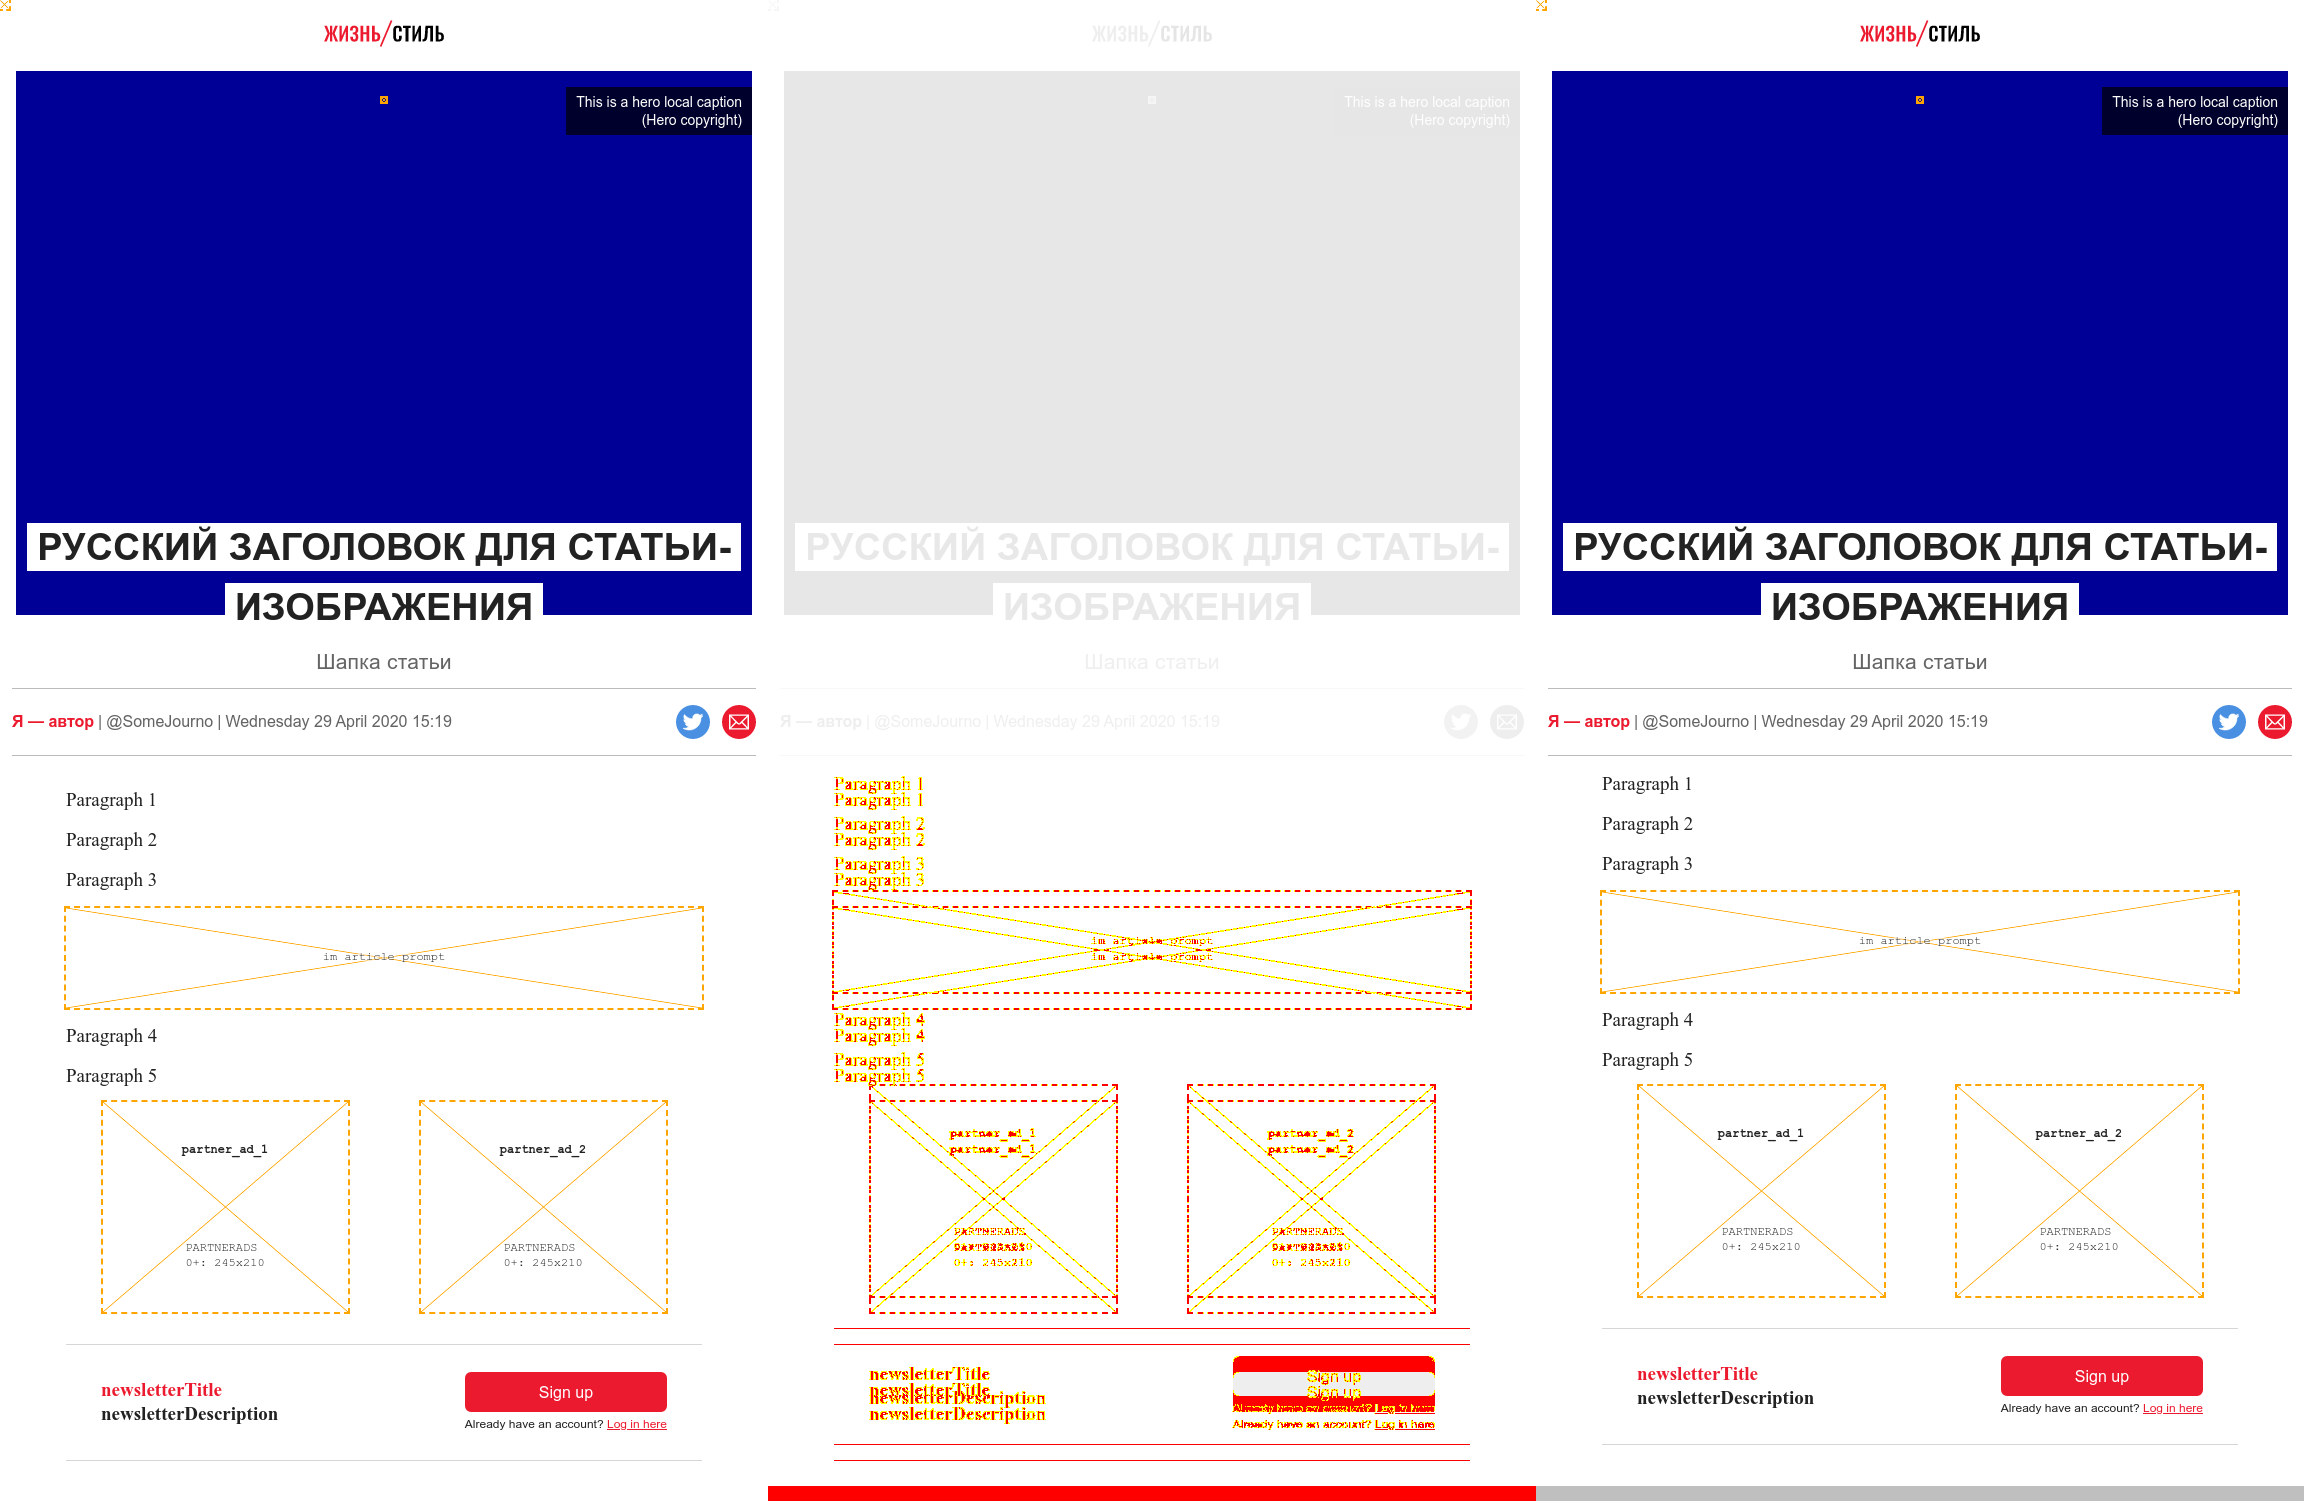 ЖИЗНЬ/СТИЛЬ
This is a hero local caption
(Hero copyright)
РУССКИЙ ЗАГОЛОВОК ДЛЯ СТАТЬИ-
ИЗОБРАЖЕНИЯ
Шапка статьи
Я — автор | @SomeJourno | Wednesday 29 April 2020 15:19
Paragraph 1
Paragraph 2
Paragraph 3
im article prompt
Paragraph 4
Paragraph 5
partner_ad_1
PARTNERADS
0+: 245x210
partner_ad_2
PARTNERADS
0+: 245x210
newsletterTitle
newsletterDescription
Sign up
Already have an account? Log in here
ЖИЗНЬ/СТИЛЬ
This is a hero local caption
(Hero copyright)
РУССКИЙ ЗАГОЛОВОК ДЛЯ СТАТЬИ-
ИЗОБРАЖЕНИЯ
Шапка статьи
Я — автор | @SomeJourno | Wednesday 29 April 2020 15:19
Paragraph 1
Paragraph 1
Paragraph 2
Paragraph 2
Paragraph 3
Paragraph 3
im article prompt
im article prompt
Paragraph 4
Paragraph 4
Paragraph 5
Paragraph 5
partner_ad_1
partner_ad_1
PARTNERADS
0+: 245x210
partner_ad_2
partner_ad_2
PARTNERADS
0+: 245x210
newsletterTitle
newsletterTitle
newsletterDescription
newsletterDescription
Sign up
Sign up
Already have an account? Log in here
Already have an account? Log in here
ЖИЗНЬ/СТИЛЬ
This is a hero local caption
(Hero copyright)
РУССКИЙ ЗАГОЛОВОК ДЛЯ СТАТЬИ-
ИЗОБРАЖЕНИЯ
Шапка статьи
Я — автор | @SomeJourno | Wednesday 29 April 2020 15:19
Paragraph 1
Paragraph 2
Paragraph 3
im article prompt
Paragraph 4
Paragraph 5
partner_ad_1
PARTNERADS
0+: 245x210
partner_ad_2
PARTNERADS
0+: 245x210
newsletterTitle
newsletterDescription
Sign up
Already have an account? Log in here